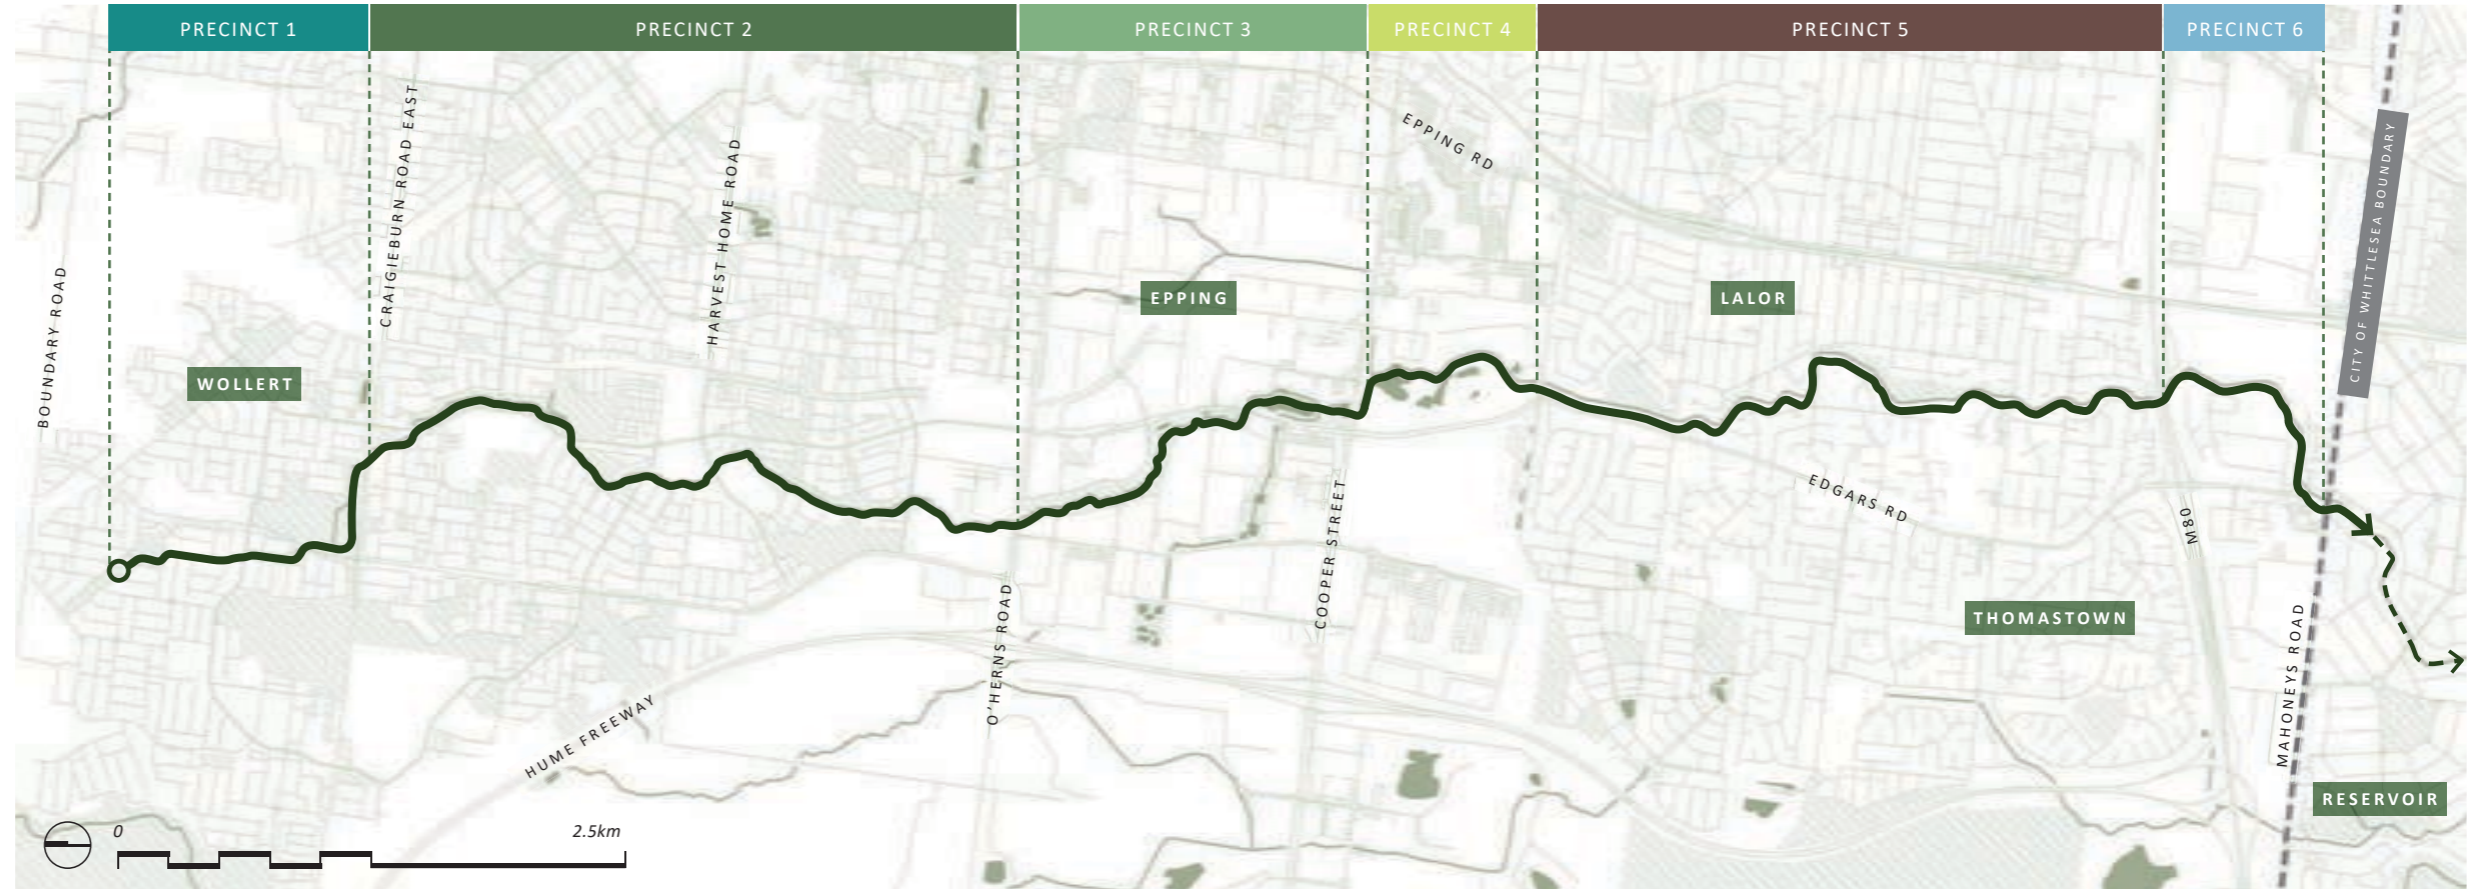 PRECINCT 1
PRECINCT 2
PRECINCT 3
PRECINCT 4
PRECINCT 5
PRECINCT 6
BOUNDARY ROAD
CRAIGIEBURN ROAD EAST
HARVEST HOME ROAD
EPPING RD
CITY OF WHITTLESEA BOUNDARY
WOLLERT
EPPING
LALOR
EDGARS RD
COOPER STREET
M80
O'HERNS ROAD
THOMASTOWN
MAHONEYS ROAD
HUME FREEWAY
RESERVOIR
0
2.5km